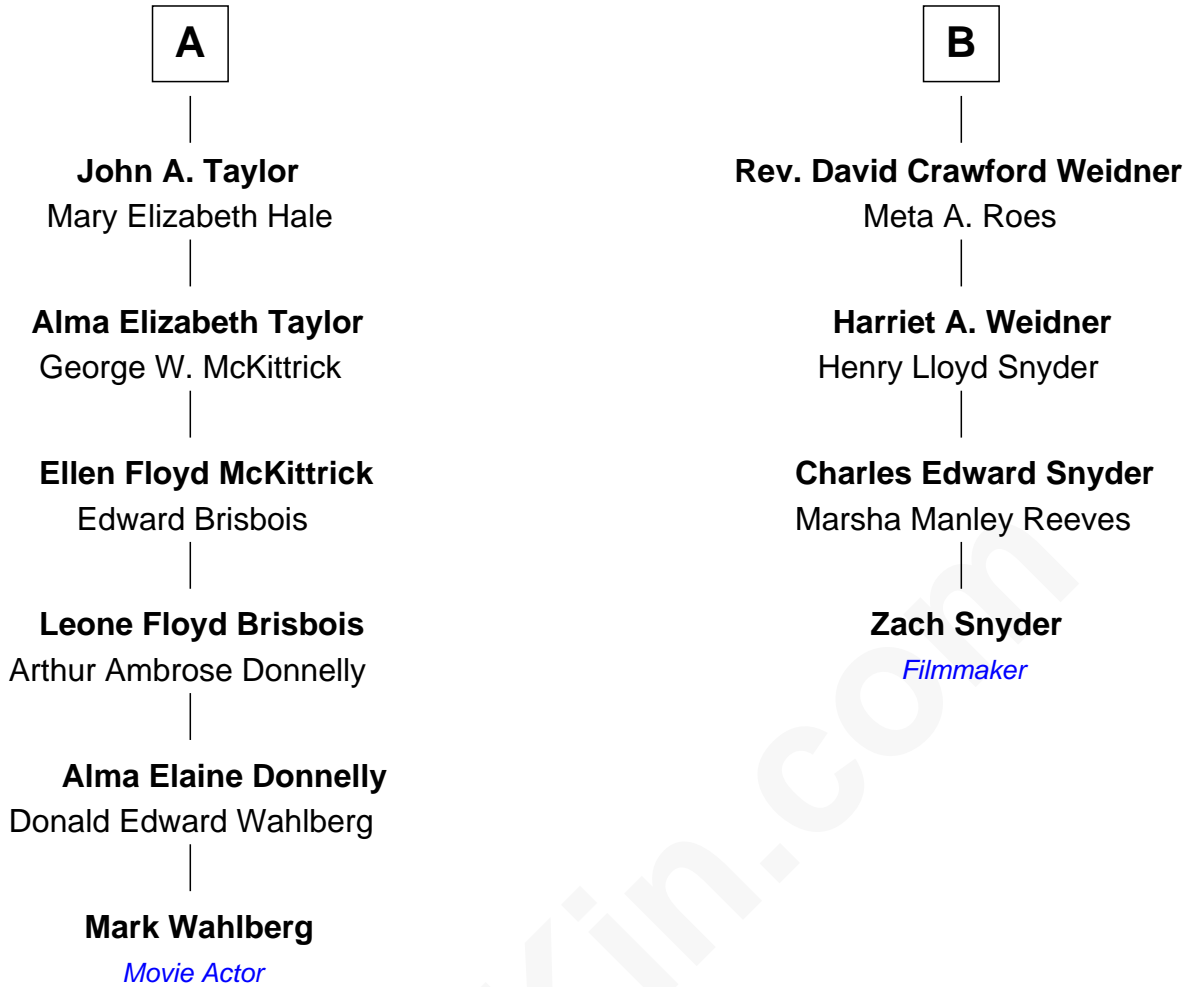 A
John A. Taylor
Mary Elizabeth Hale
Alma Elizabeth Taylor
George W. McKittrick
Ellen Floyd McKittrick
Edward Brisbois
Leone Floyd Brisbois
Arthur Ambrose Donnelly
Alma Elaine Donnelly
Donald Edward Wahlberg
Mark Wahlberg
Movie Actor
B
Rev. David Crawford Weidner
Meta A. Roes
Harriet A. Weidner
Henry Lloyd Snyder
Charles Edward Snyder
Marsha Manley Reeves
Zach Snyder
Filmmaker